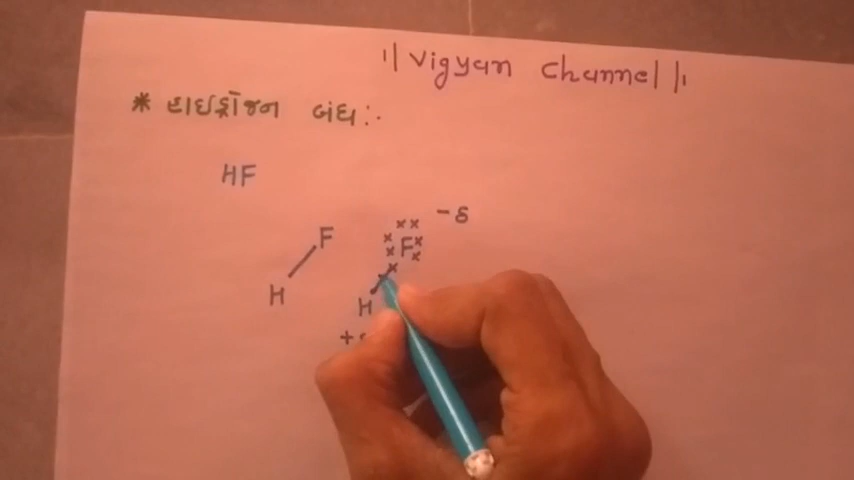 || Vigyan Channel ||
* હાઇડ્રોજન બંધ :-
HF
F
H
-δ
F
H
+